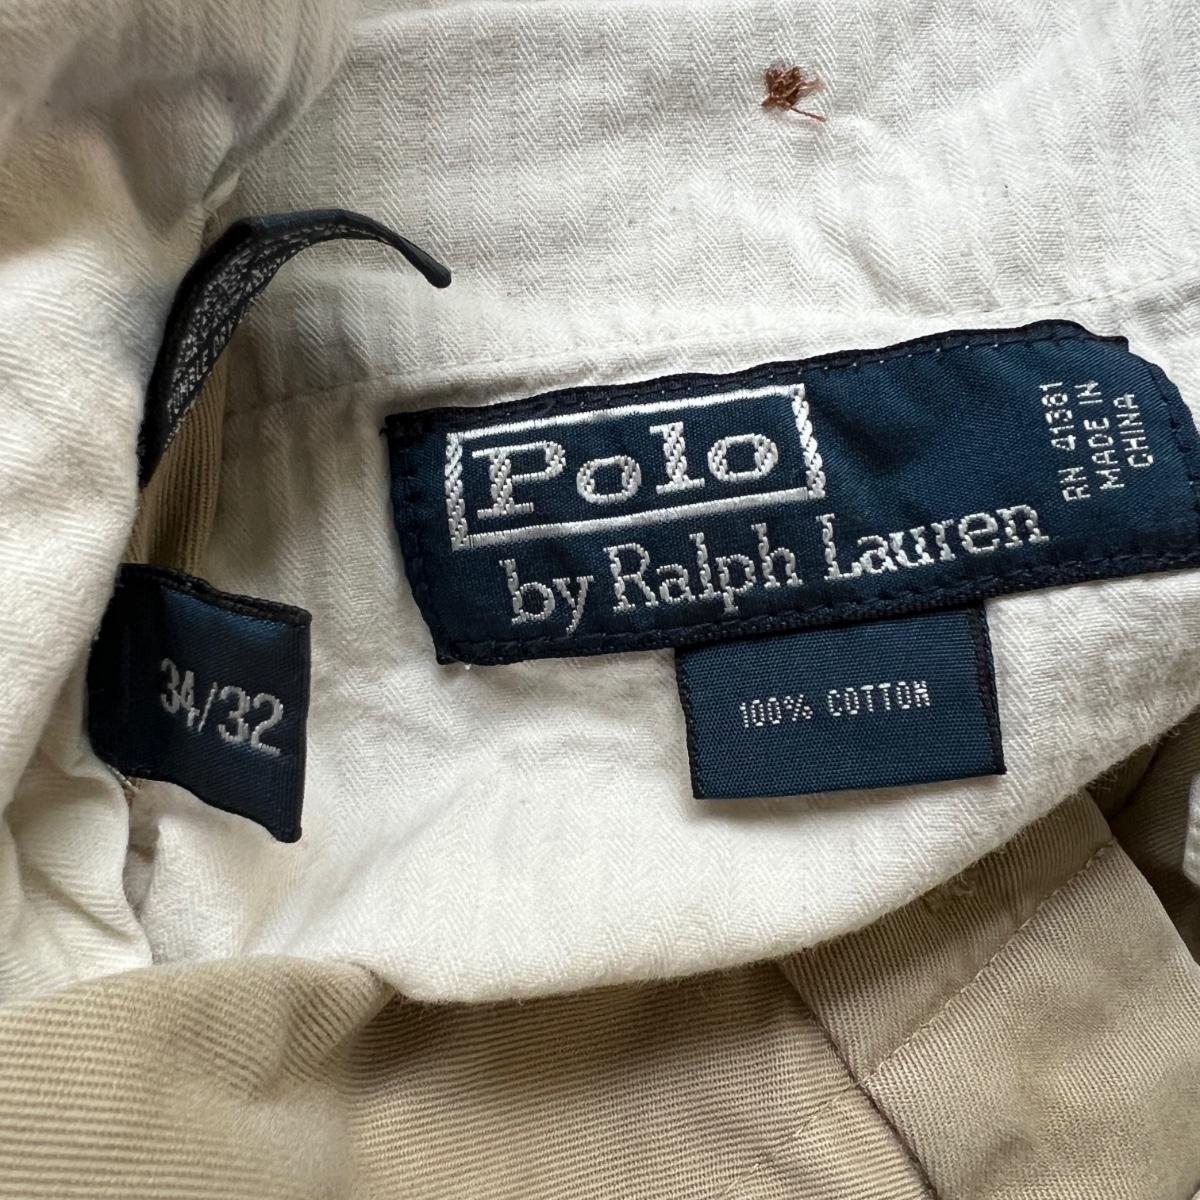 Polo
by Ralph Lauren
RN 41381
MADE IN
CHINA
100% COTTON
34/32